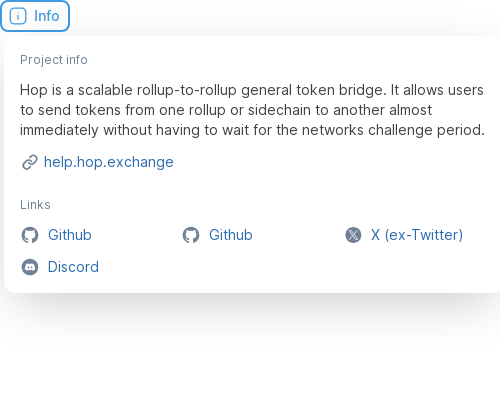 Info
Project info
Hop is a scalable rollup-to-rollup general token bridge. It allows users
to send tokens from one rollup or sidechain to another almost
immediately without having to wait for the networks challenge period.
help.hop.exchange
Links
Github Github X (ex-Twitter)
Discord